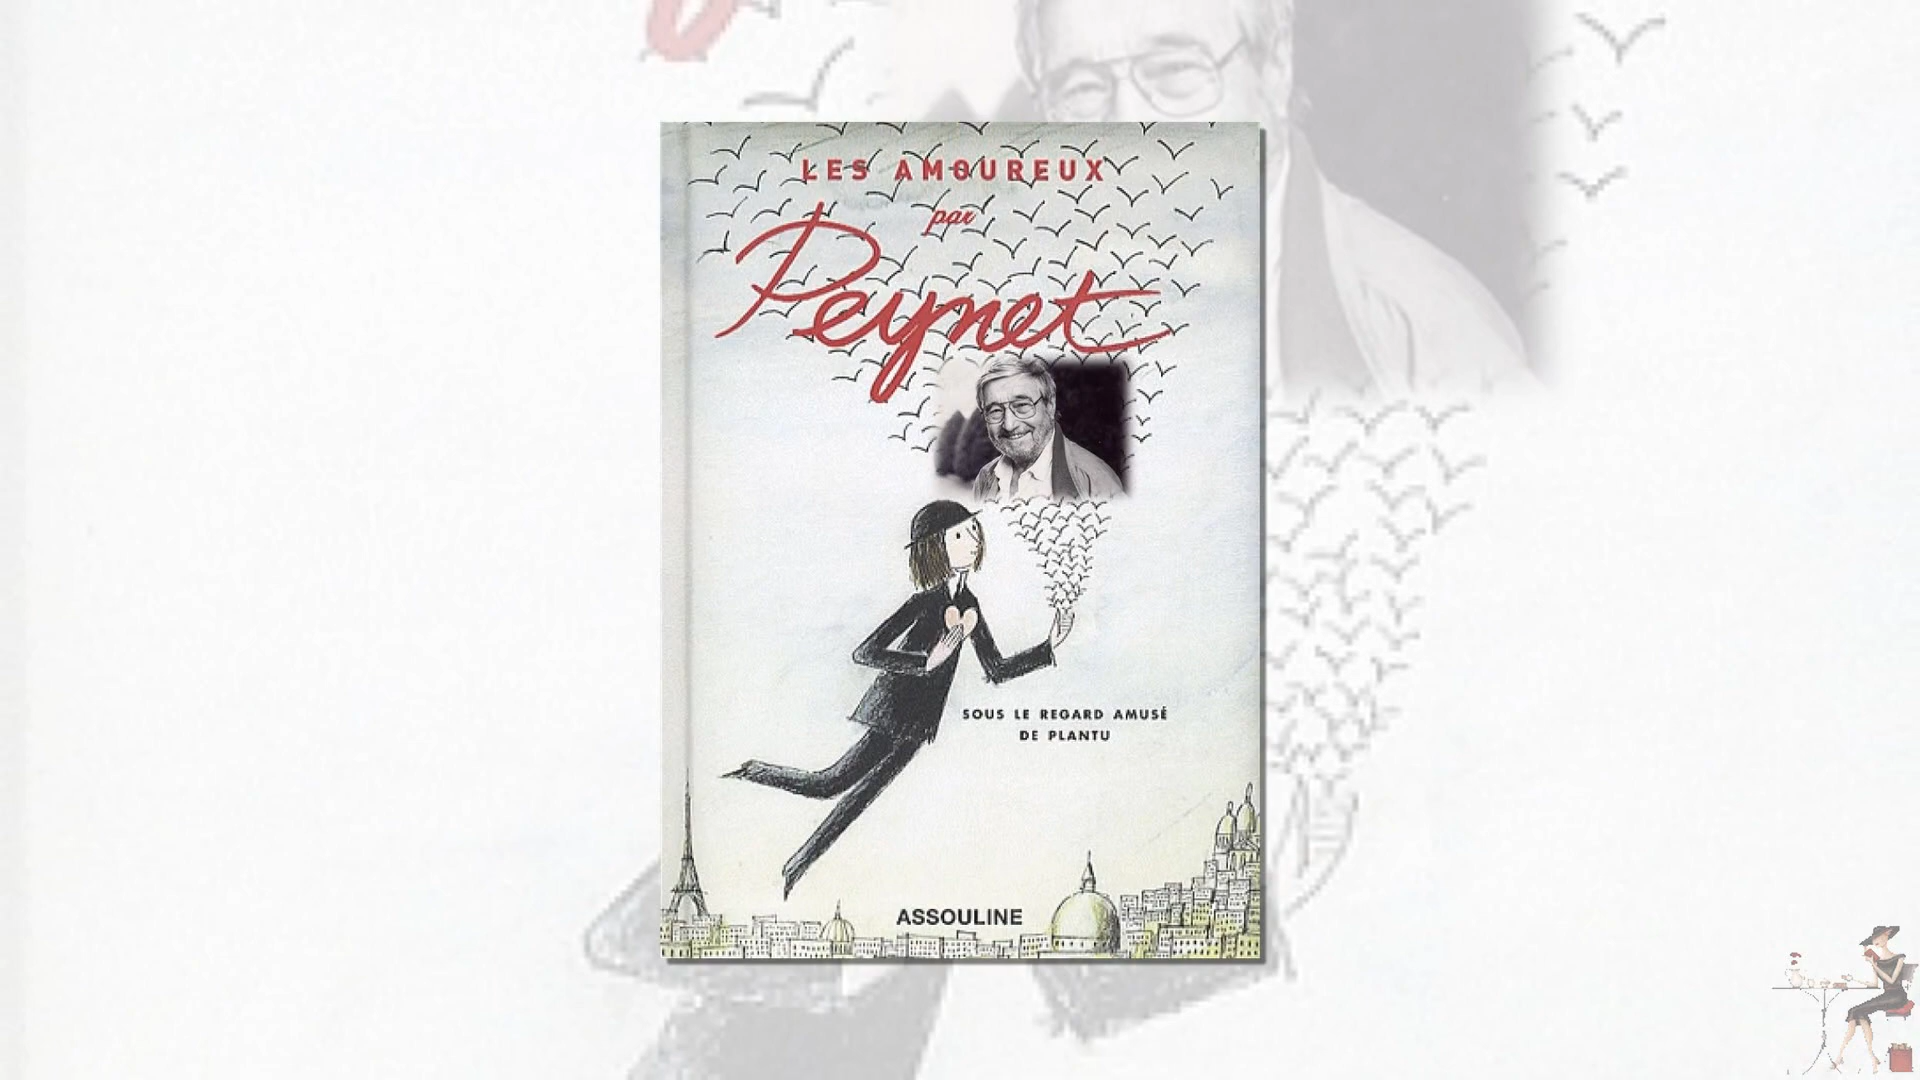 LES AMOUREUX
par
Peynet
SOUS LE REGARD AMUSÉ
DE PLANTU
ASSOULINE